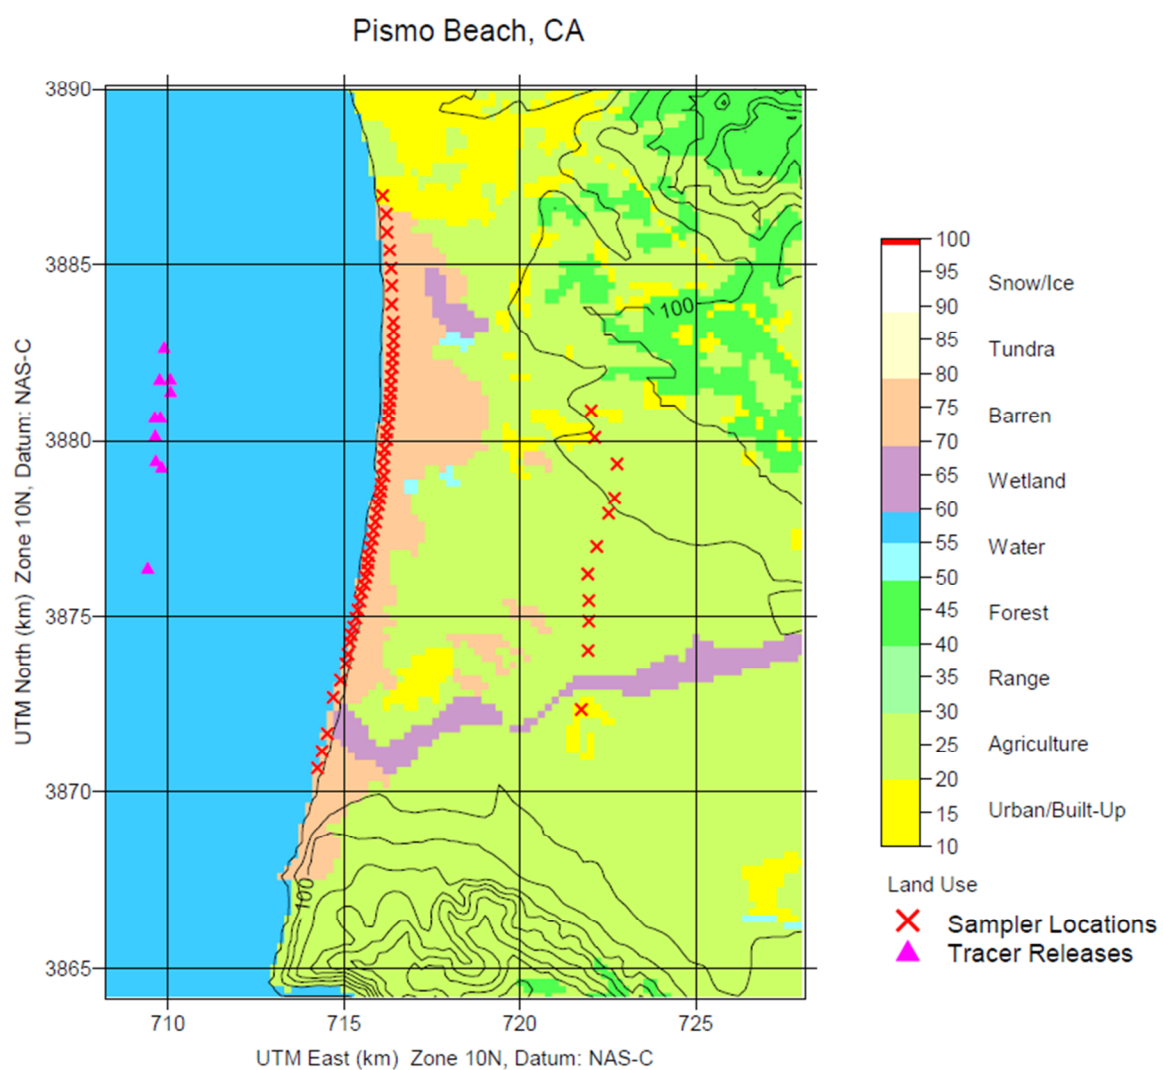 Pismo Beach, CA
3890
3885
3880
3875
3870
3865
UTM North (km) Zone 10N, Datum: NAS-C
100
100
710
715
720
725
UTM East (km) Zone 10N, Datum: NAS-C
100
95
90
85
80
75
70
65
60
55
50
45
40
35
30
25
20
15
10
Snow/Ice
Tundra
Barren
Wetland
Water
Forest
Range
Agriculture
Urban/Built-Up
Land Use
Sampler Locations
Tracer Releases